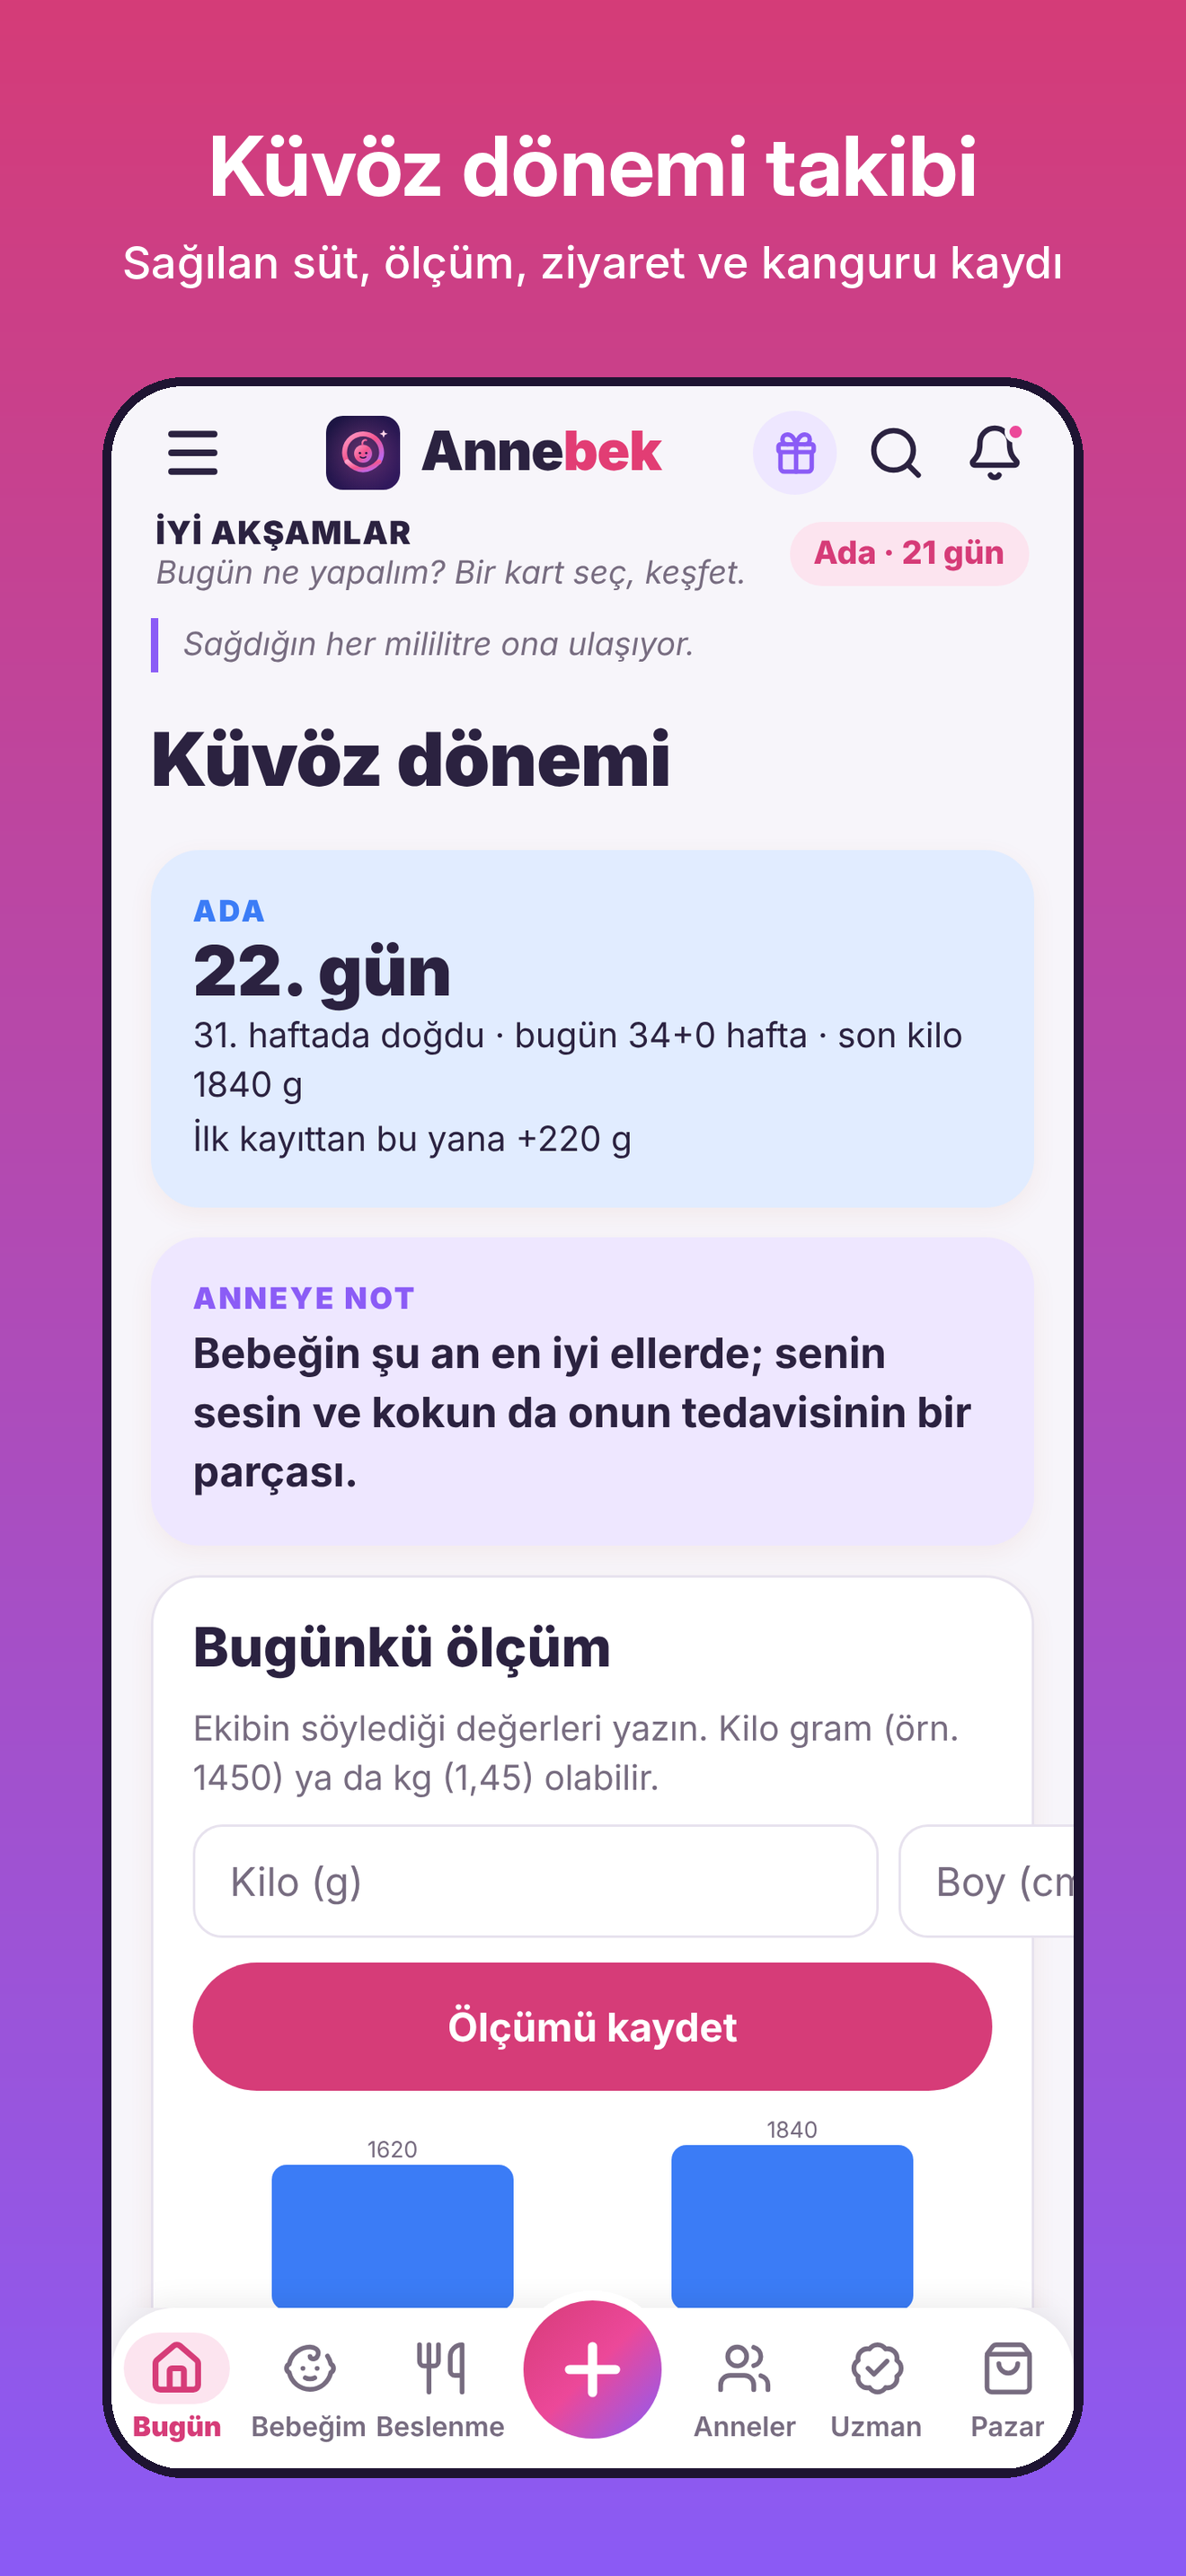 Küvöz dönemi takibi
Sağılan süt, ölçüm, ziyaret ve kanguru kaydı
Annebek
İYİ AKŞAMLAR
Bugün ne yapalım? Bir kart seç, keşfet.
Ada · 21 gün
Sağdığın her mililitre ona ulaşıyor.
Küvöz dönemi
ADA
22. gün
31. haftada doğdu · bugün 34+0 hafta · son kilo
1840 g
İlk kayıttan bu yana +220 g
ANNEYE NOT
Bebeğin şu an en iyi ellerde; senin
sesin ve kokun da onun tedavisinin bir
parçası.
Bugünkü ölçüm
Ekibin söylediği değerleri yazın. Kilo gram (örn.
1450) ya da kg (1,45) olabilir.
Kilo (g)
Boy (cm
Ölçümü kaydet
1620
1840
Bugün
Bebeğim
Beslenme
Anneler
Uzman
Pazar